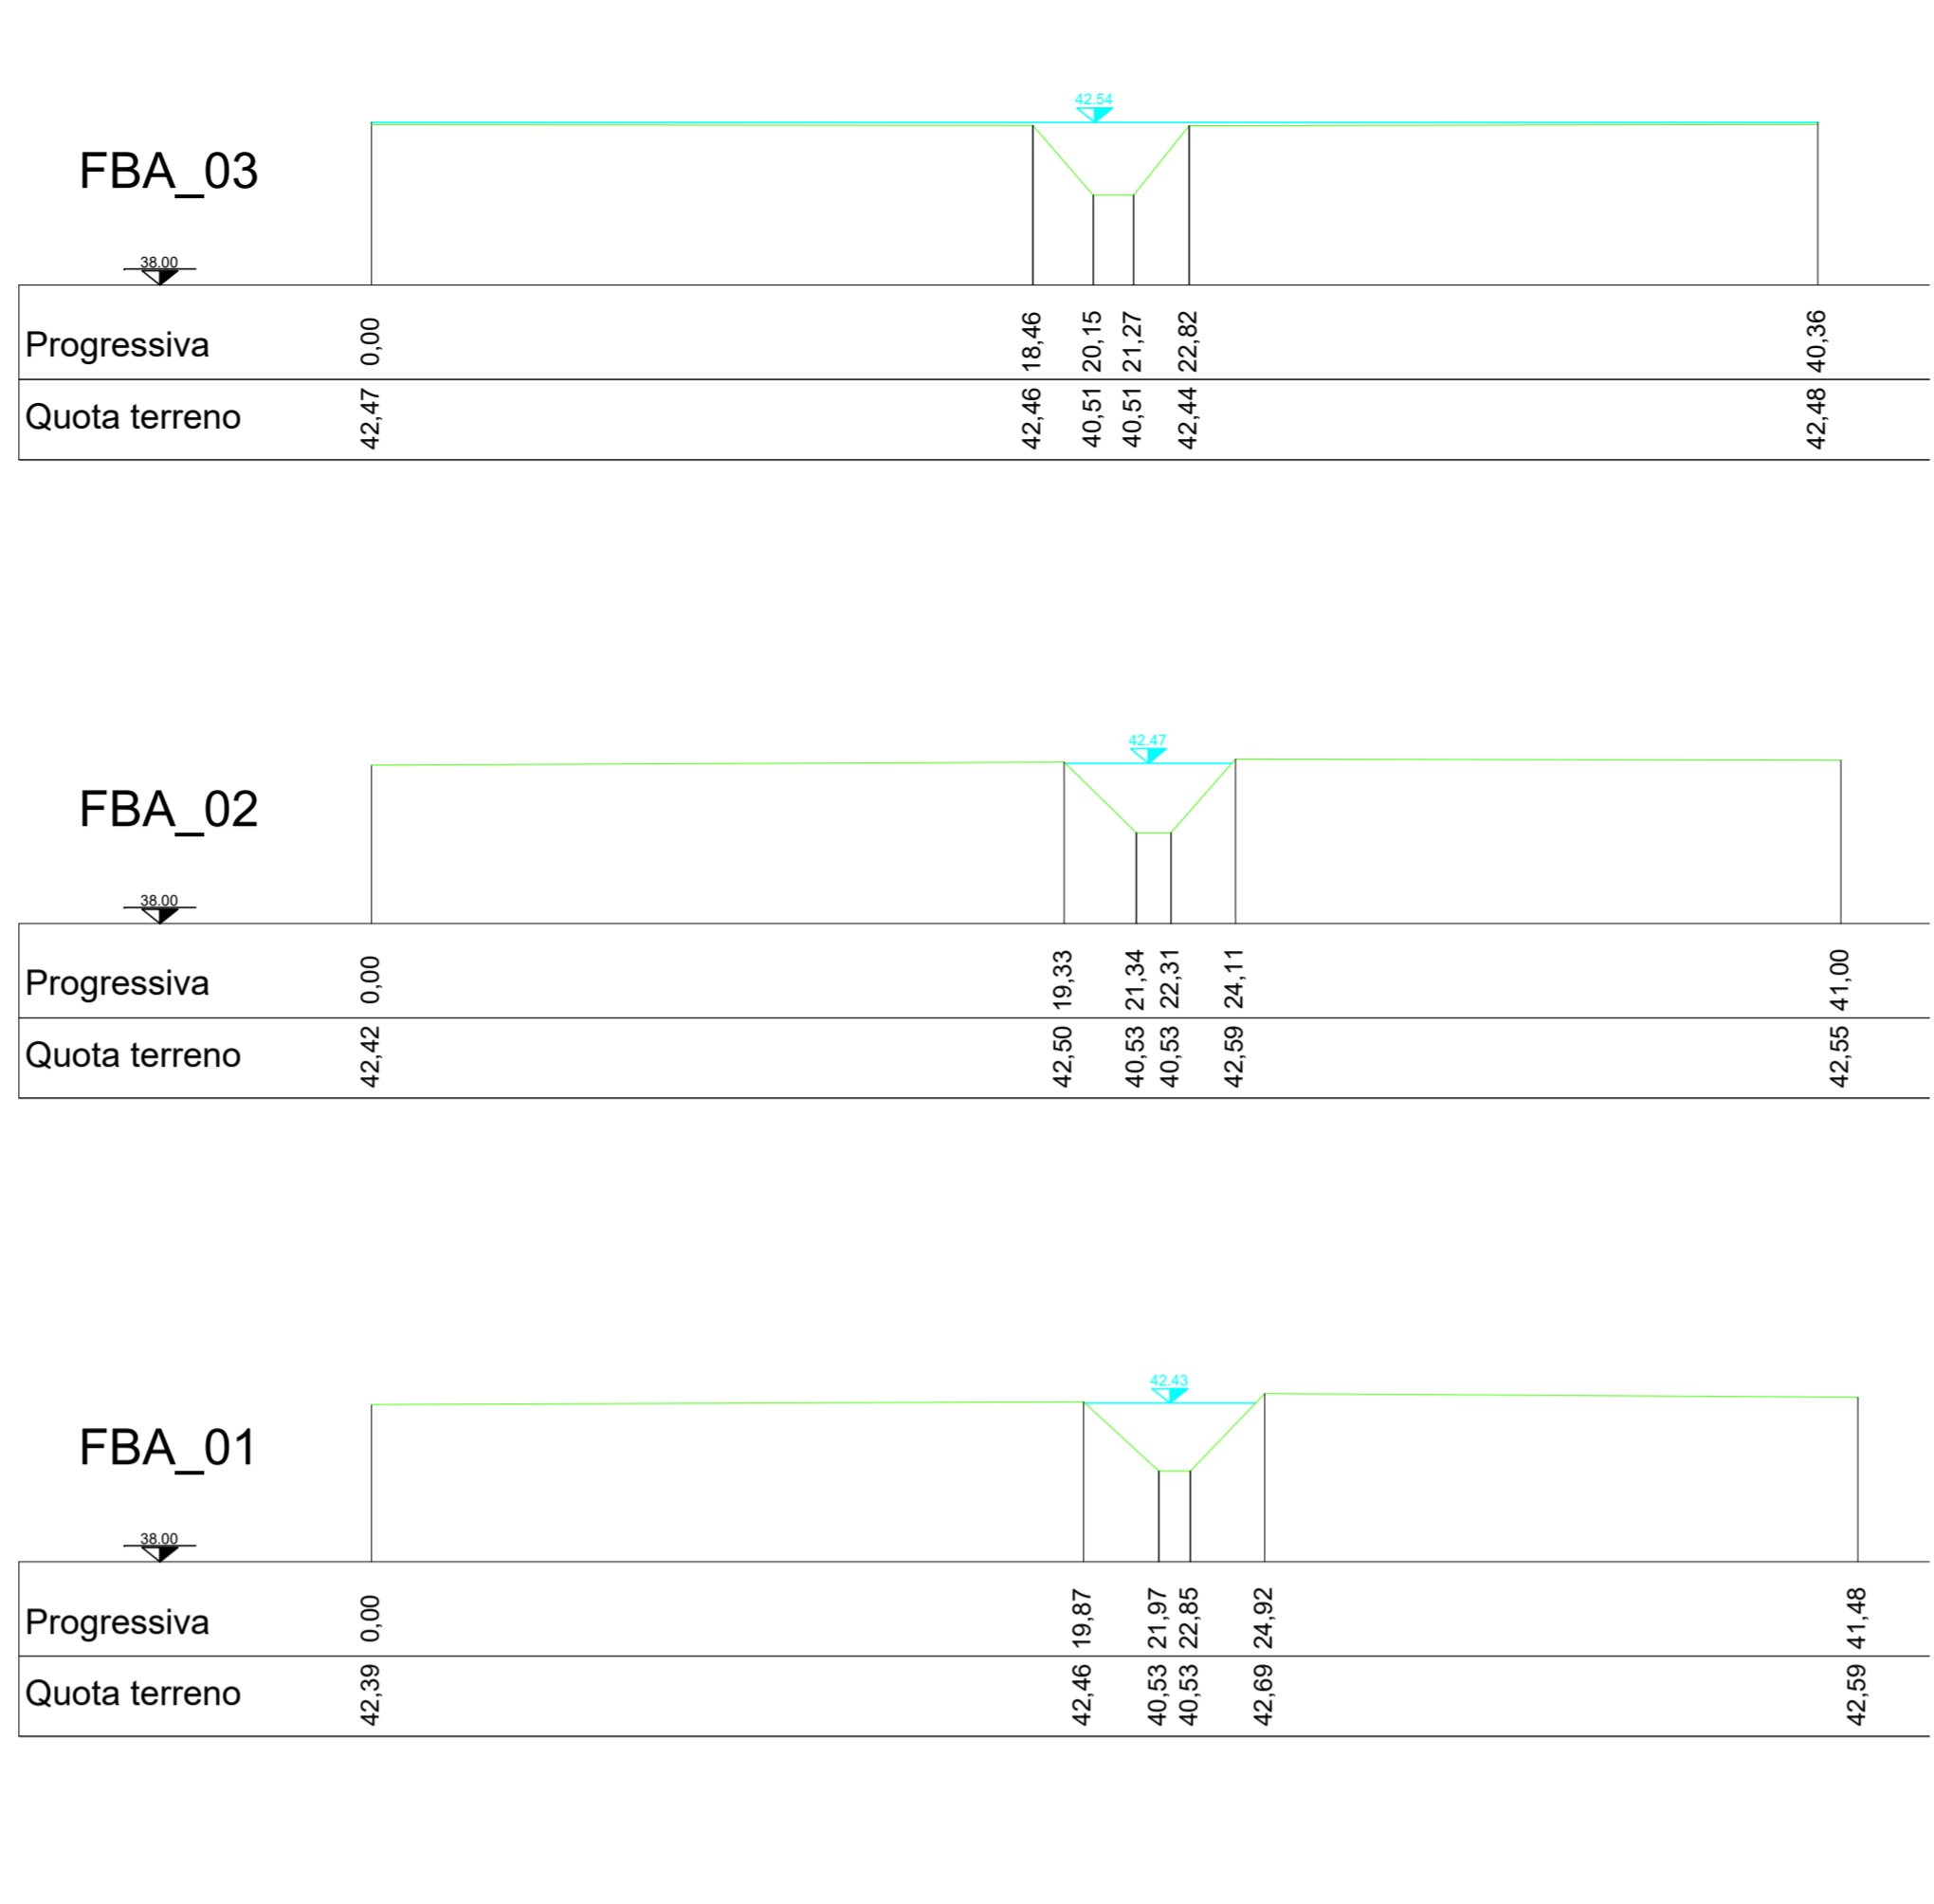 42.54
FBA_03
38.00
Progressiva 0,00 18,46 20,15 21,27 22,82 40,36
Quota terreno 42,47 42,46 40,51 40,51 42,44 42,48
42.47
FBA_02
38.00
Progressiva 0,00 19,33 21,34 22,31 24,11 41,00
Quota terreno 42,42 42,50 40,53 40,53 42,59 42,55
42.43
FBA_01
38.00
Progressiva 0,00 19,87 21,97 22,85 24,92 41,48
Quota terreno 42,39 42,46 40,53 40,53 42,69 42,59